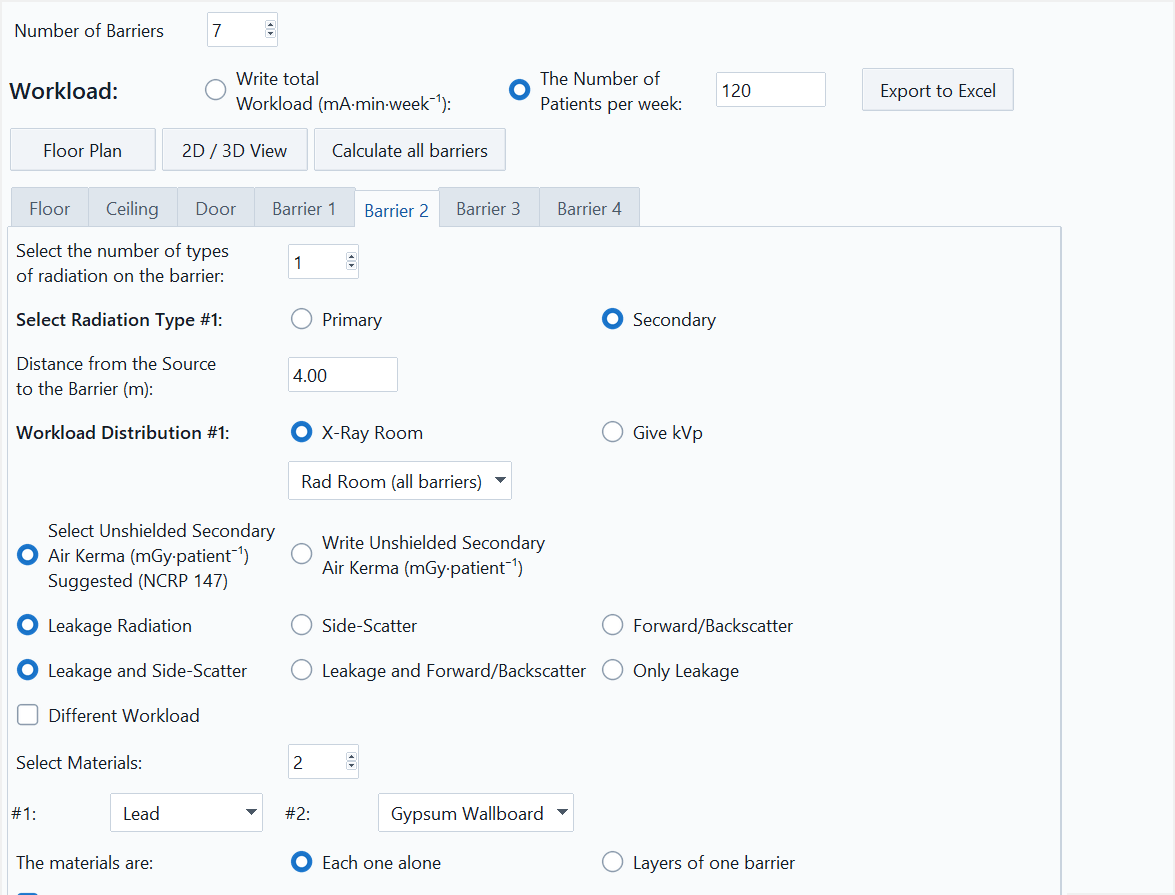 Number of Barriers 7
Workload:
Write total
Workload (mA·min·week⁻¹):
The Number of
Patients per week:
120
Export to Excel
Floor Plan 2D / 3D View Calculate all barriers
Floor Ceiling Door Barrier 1 Barrier 2 Barrier 3 Barrier 4
Select the number of types
of radiation on the barrier:
1
Select Radiation Type #1: Primary Secondary
Distance from the Source
to the Barrier (m):
4.00
Workload Distribution #1: X-Ray Room Give kVp
Rad Room (all barriers)
Select Unshielded Secondary
Air Kerma (mGy·patient⁻¹)
Suggested (NCRP 147)
Write Unshielded Secondary
Air Kerma (mGy·patient⁻¹)
Leakage Radiation Side-Scatter Forward/Backscatter
Leakage and Side-Scatter Leakage and Forward/Backscatter Only Leakage
Different Workload
Select Materials: 2
#1: Lead #2: Gypsum Wallboard
The materials are: Each one alone Layers of one barrier